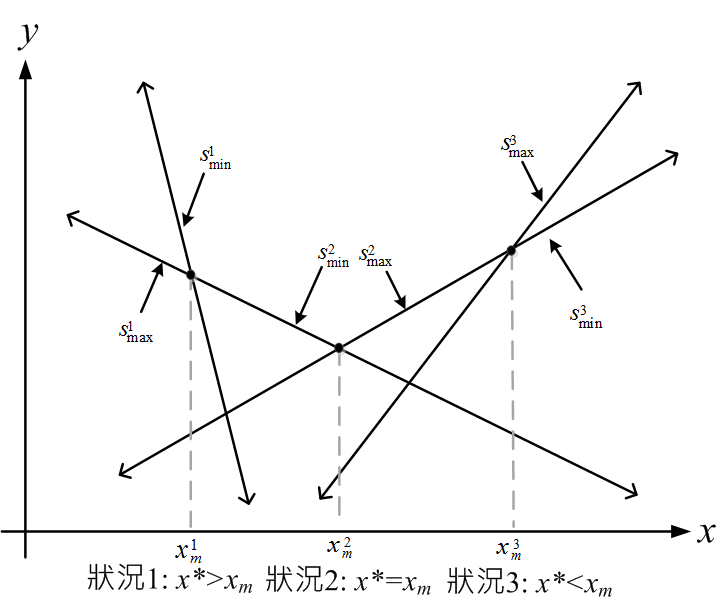 y
s¹min
s³max
s²min s²max
s¹max
s³min
x
x¹m x²m x³m
狀況1: x*>xm 狀況2: x*=xm 狀況3: x*<xm